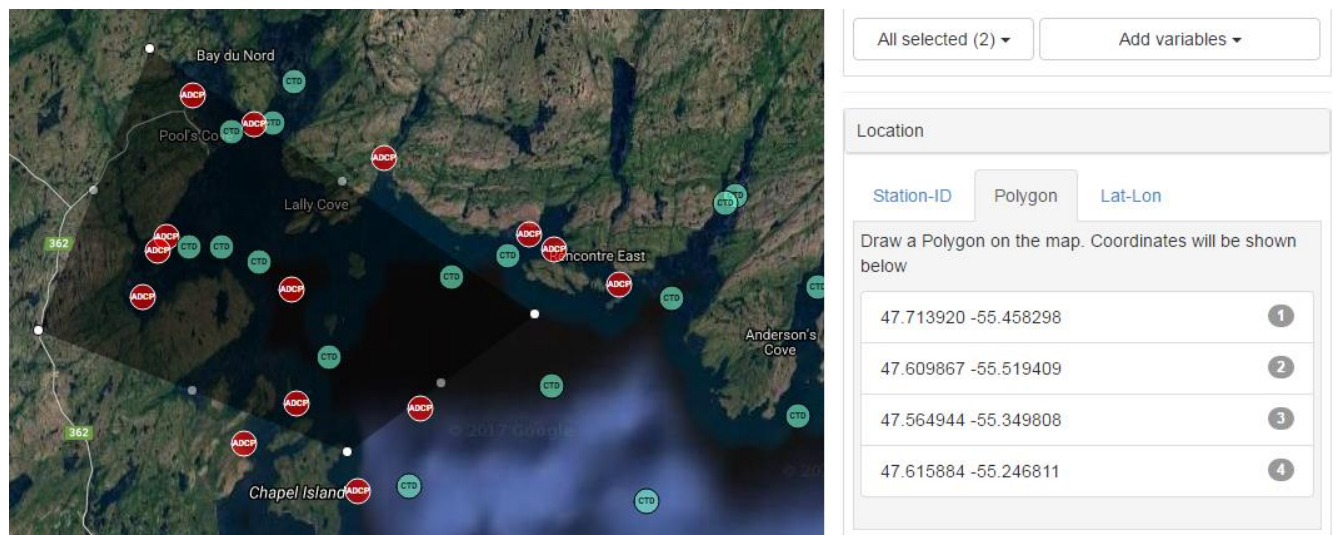 Bay du Nord
CTD
ADCP
ADCP CTD
Pool's Co CTD
ADCP
Lally Cove
CTD
CTD
362
ADCP
ADCP
CTD
CTD
CTD
ADCP
ADCP
CTD
Rencontre East
CTD
ADCP
ADCP
ADCP
CTD
CTD
Anderson's
Cove
CTD
CTD
ADCP
ADCP
CTD
362
ADCP
© 2017 Google
Chapel Island
ADCP
CTD
CTD
All selected (2)
Add variables
Location
Station-ID
Polygon
Lat-Lon
Draw a Polygon on the map. Coordinates will be shown
below
47.713920 -55.458298 1
47.609867 -55.519409 2
47.564944 -55.349808 3
47.615884 -55.246811 4